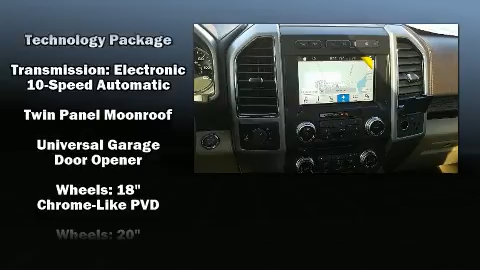 Technology Package
Transmission: Electronic
10-Speed Automatic
Twin Panel Moonroof
Universal Garage
Door Opener
Wheels: 18"
Chrome-Like PVD
Wheels: 20"